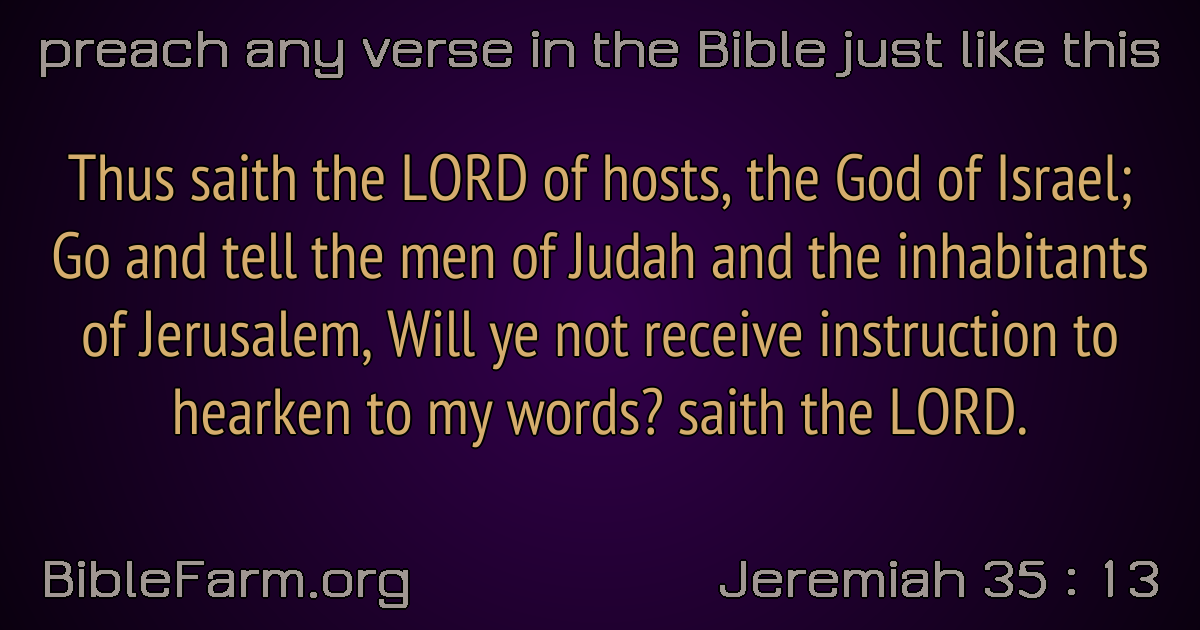 preach any verse in the Bible just like this
Thus saith the LORD of hosts, the God of Israel;
Go and tell the men of Judah and the inhabitants
of Jerusalem, Will ye not receive instruction to
hearken to my words? saith the LORD.
BibleFarm.org
Jeremiah 35 : 13